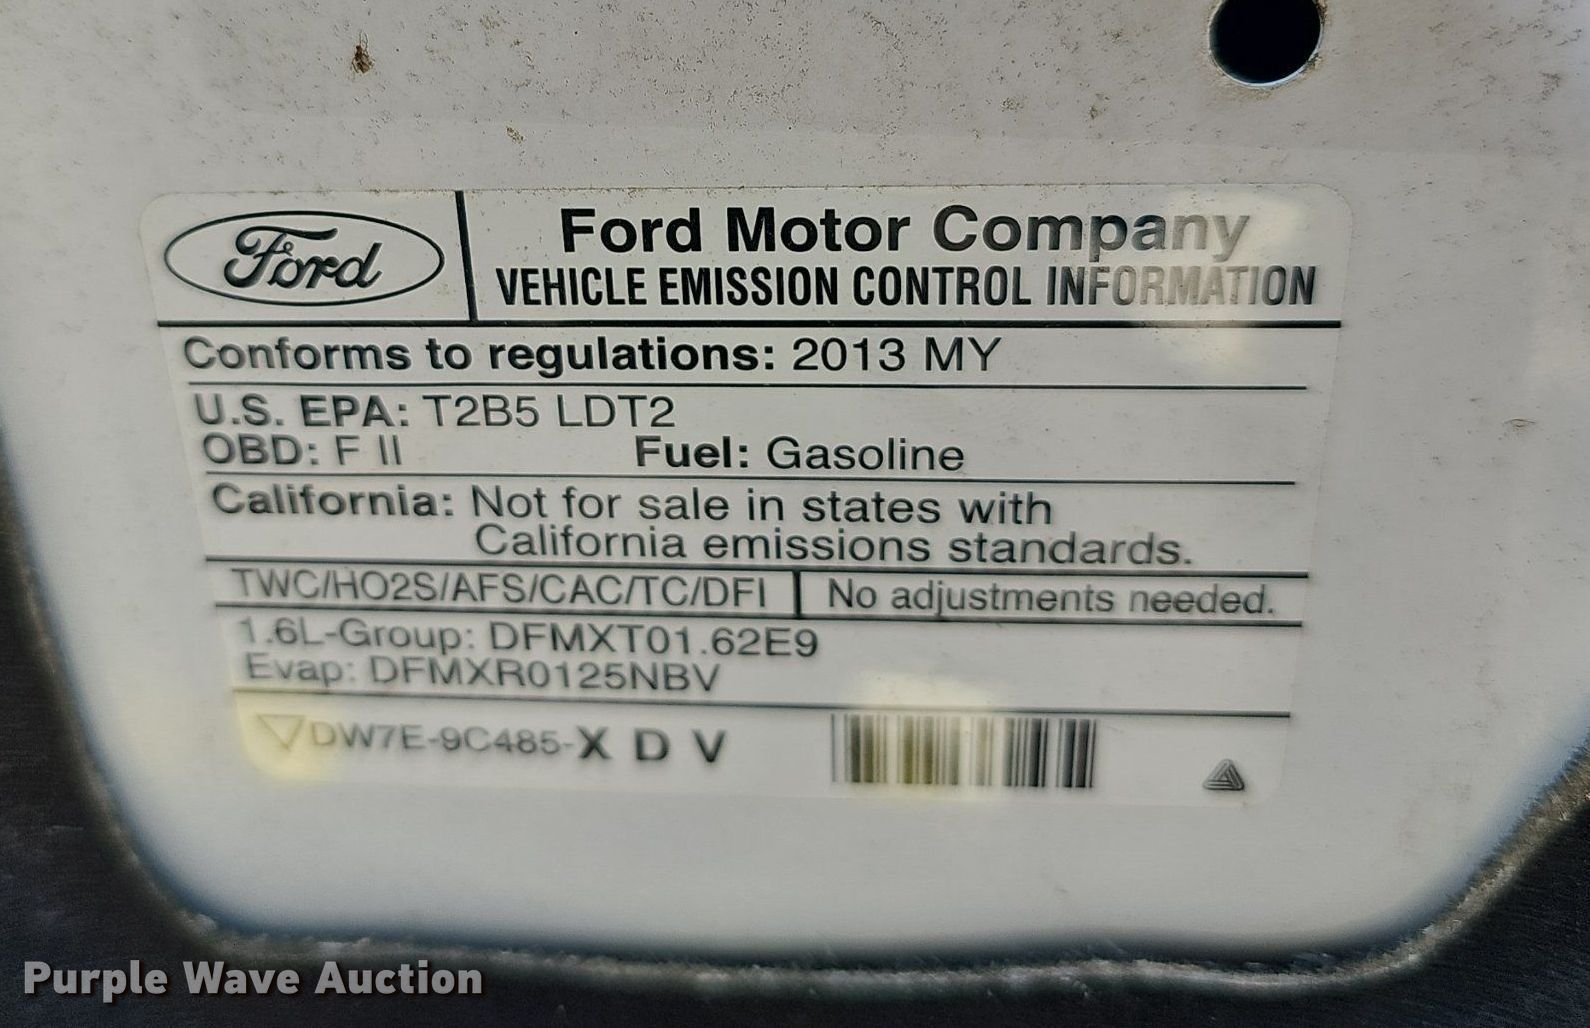 Ford
Ford Motor Company
VEHICLE EMISSION CONTROL INFORMATION
Conforms to regulations: 2013 MY
U.S. EPA: T2B5 LDT2
OBD: F II Fuel: Gasoline
California: Not for sale in states with
California emissions standards.
TWC/HO2S/AFS/CAC/TC/DFI No adjustments needed.
1.6L-Group: DFMXT01.62E9
Evap: DFMXR0125NBV
DW7E-9C485-X D V
Purple Wave Auction